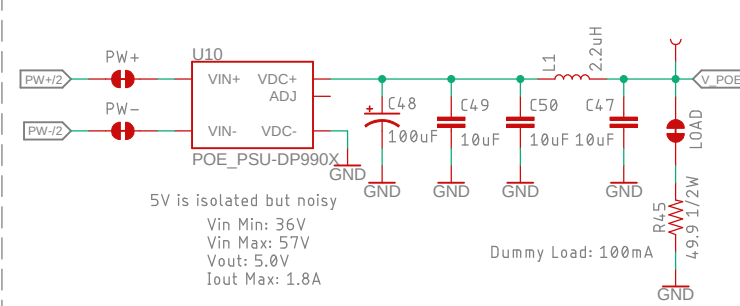 PW+
U10
L1
2.2uH
PW+/2
VIN+
VDC+
V_POE
ADJ
C48
C49
C50
C47
LOAD
PW-
PW-/2
VIN-
VDC-
+
100uF
10uF
10uF
10uF
POE_PSU-DP990X
GND
GND
GND
GND
GND
5V is isolated but noisy
Vin Min: 36V
Vin Max: 57V
Vout: 5.0V
Iout Max: 1.8A
R45
49.9 1/2W
Dummy Load: 100mA
GND